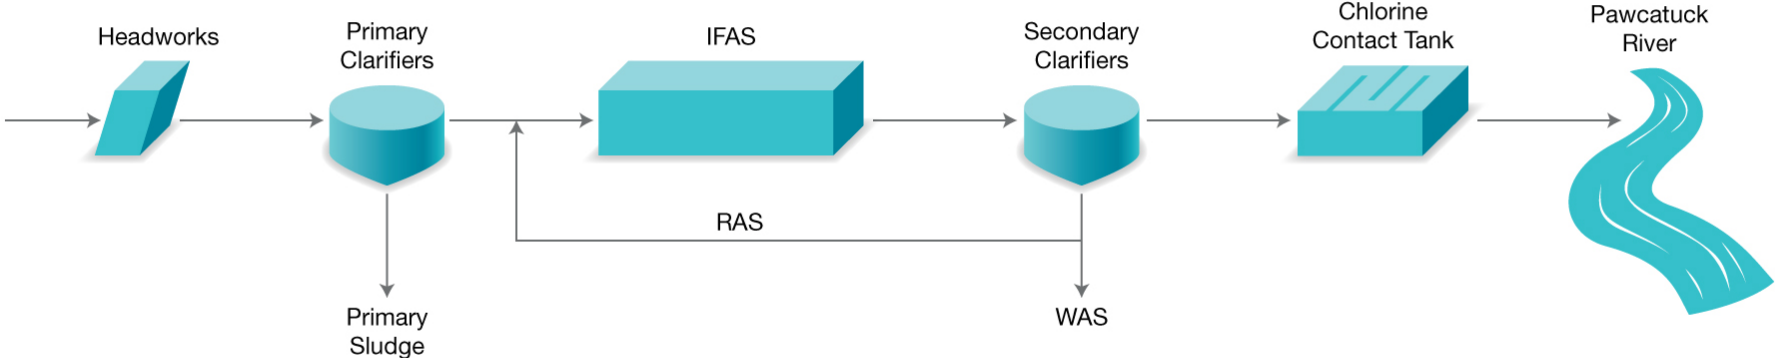 Headworks
Primary
Clarifiers
IFAS
Secondary
Clarifiers
Chlorine
Contact Tank
Pawcatuck
River
RAS
Primary
Sludge
WAS